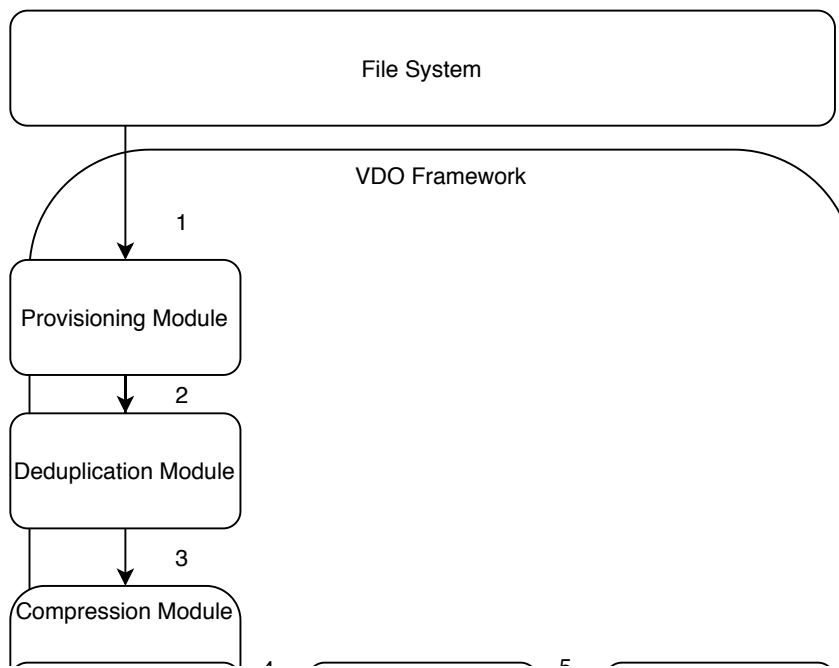 File System
VDO Framework
1
Provisioning Module
2
Deduplication Module
3
Compression Module
4
5